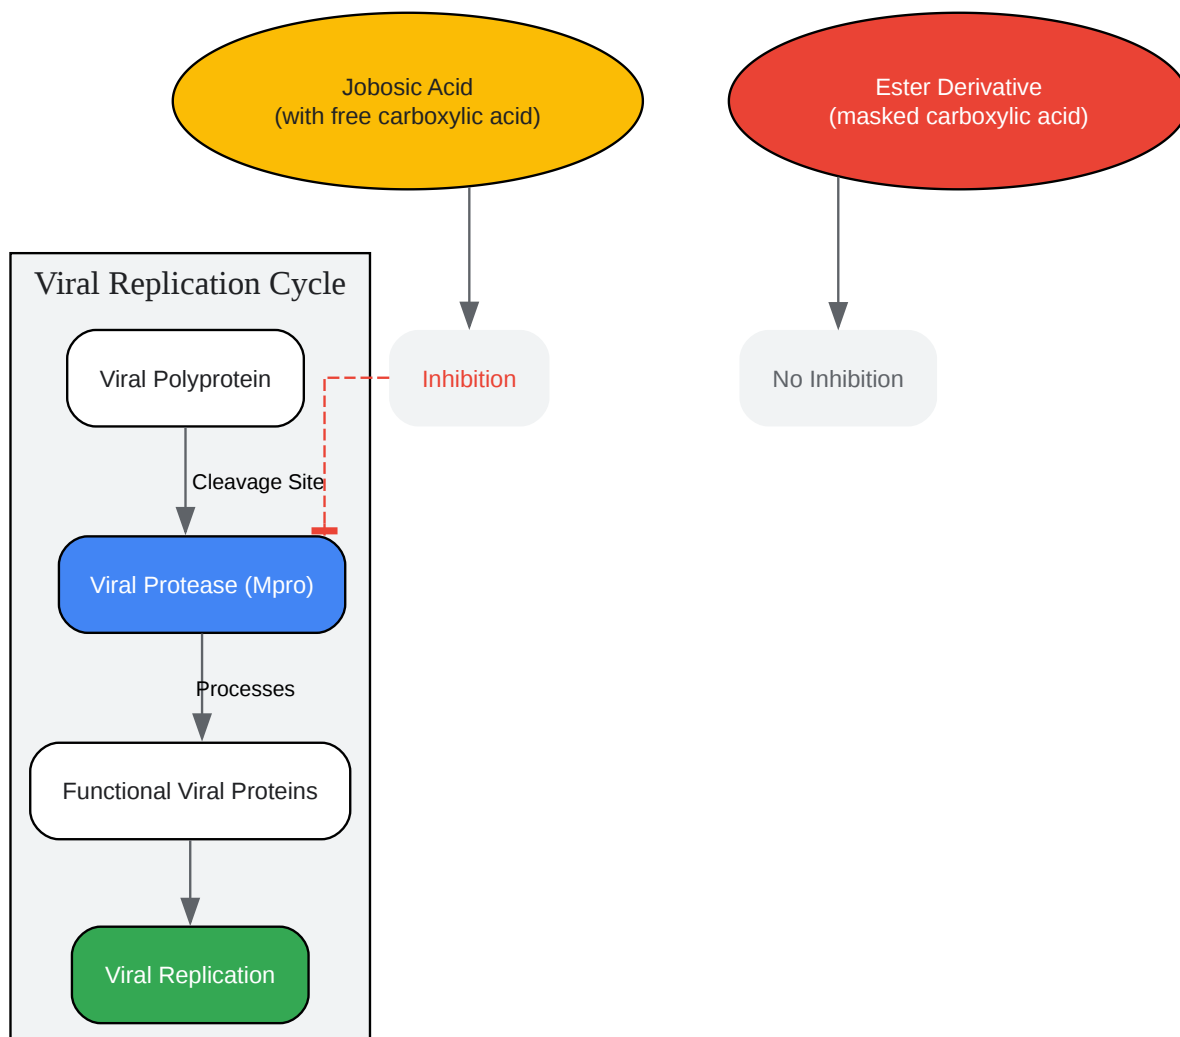 Jobosic Acid
(with free carboxylic acid)
Ester Derivative
(masked carboxylic acid)
Viral Replication Cycle
Viral Polyprotein
Inhibition
No Inhibition
Cleavage Site
Viral Protease (Mpro)
Processes
Functional Viral Proteins
Viral Replication